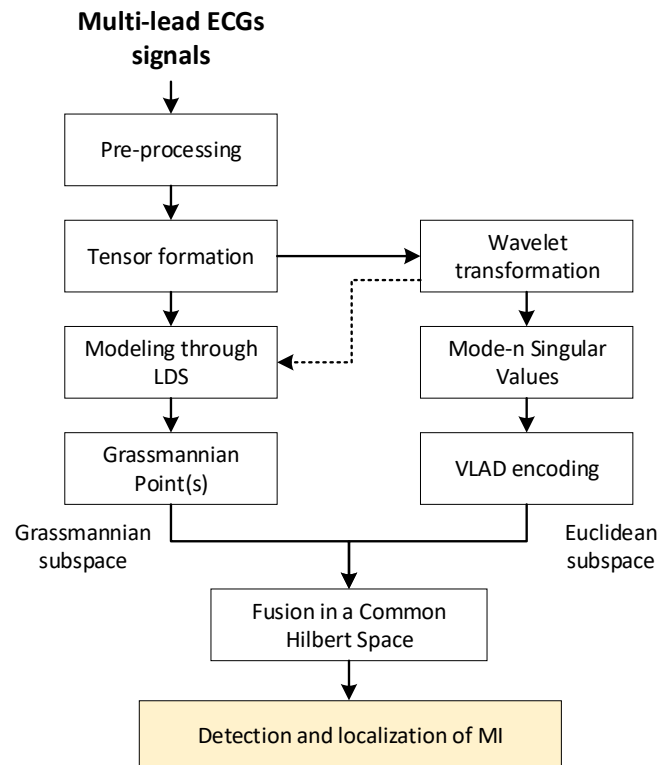 Multi-lead ECGs
signals
Pre-processing
Tensor formation
Wavelet
transformation
Modeling through
LDS
Mode-n Singular
Values
Grassmannian
Point(s)
VLAD encoding
Grassmannian
subspace
Euclidean
subspace
Fusion in a Common
Hilbert Space
Detection and localization of MI